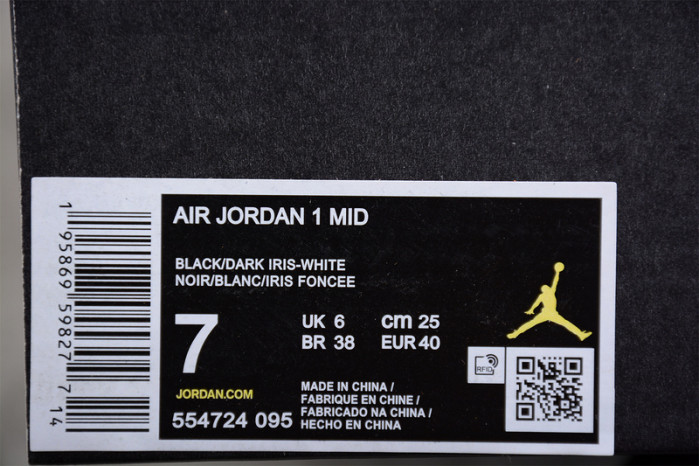 AIR JORDAN 1 MID
BLACK/DARK IRIS-WHITE
NOIR/BLANC/IRIS FONCEE
7
UK 6 cm 25
BR 38 EUR 40
RFID
JORDAN.COM
554724 095
MADE IN CHINA /
FABRIQUE EN CHINE /
FABRICADO NA CHINA /
HECHO EN CHINA
1 95869 59827 7 14